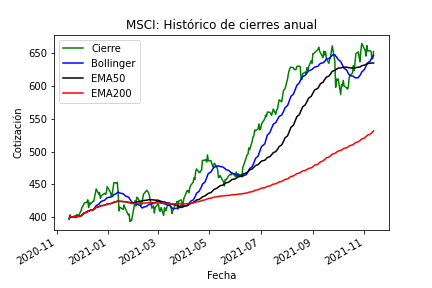 MSCI: Histórico de cierres anual
Cierre
Bollinger
EMA50
EMA200
Cotización
650
600
550
500
450
400
2020-11
2021-01
2021-03
2021-05
2021-07
2021-09
2021-11
Fecha